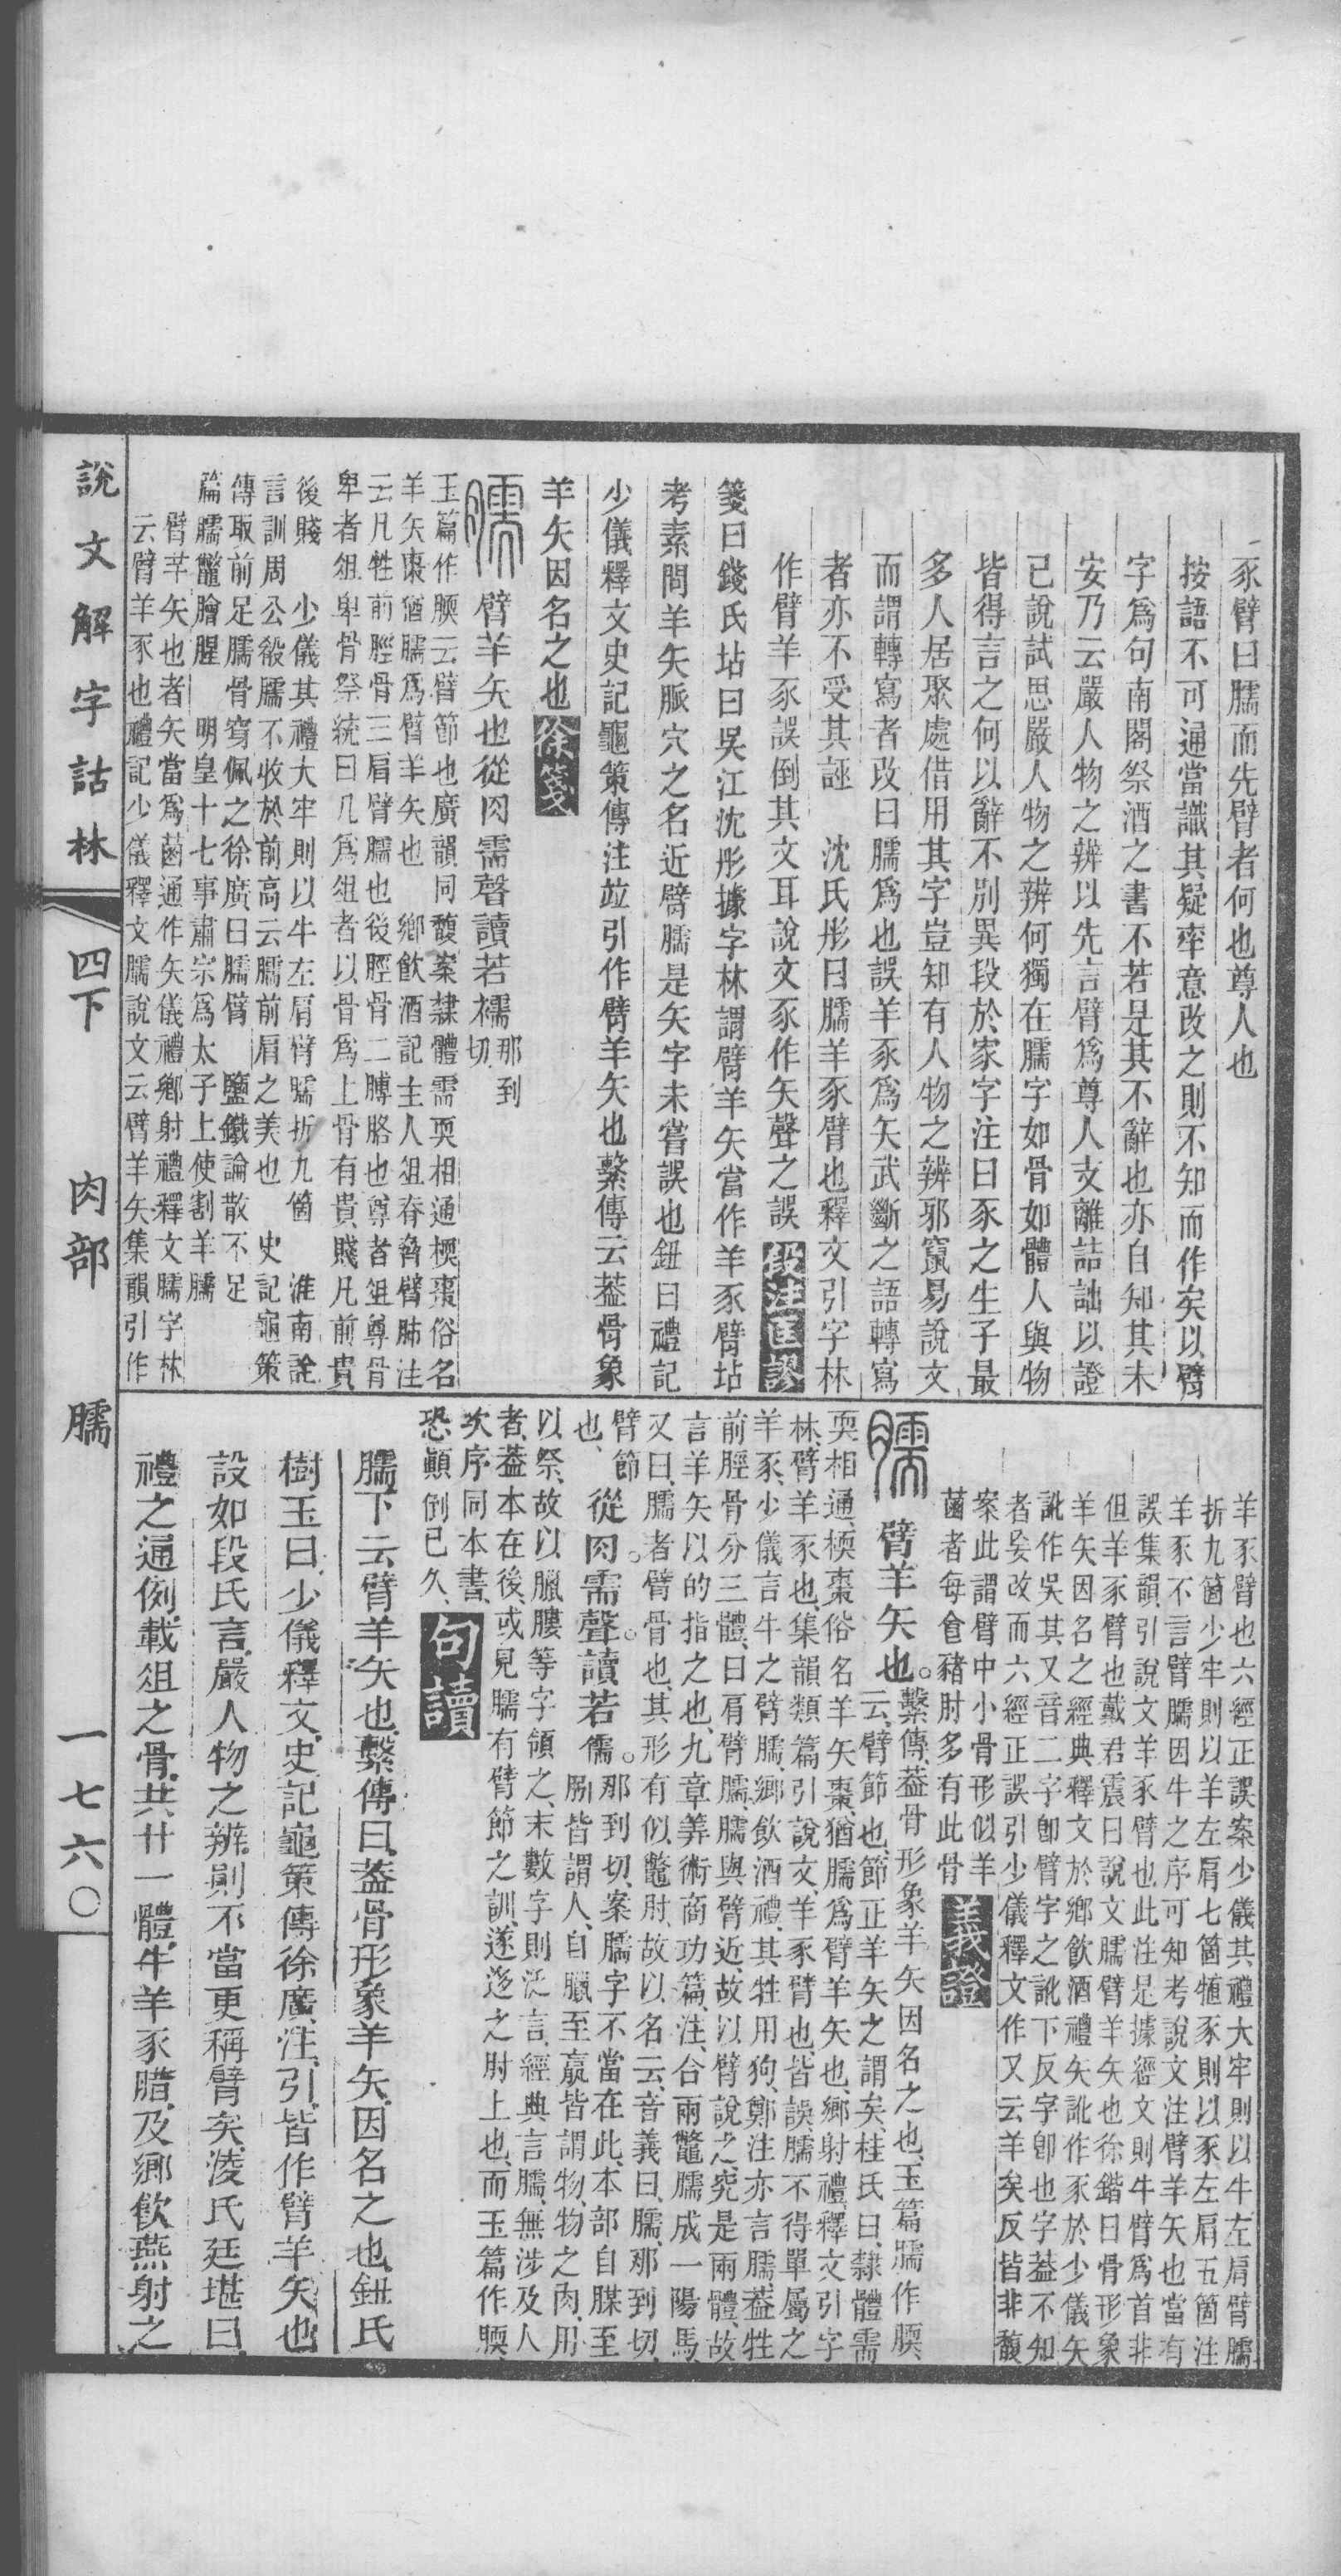 豕臂曰臑而先臂者何也尊人也
按語不可通當識其疑率意改之則不知而作矣以臂
字爲句南閣祭酒之書不若是其不辭也亦自知其未
安乃云嚴人物之辨以先言臂爲尊人支離詰詘以證
已說試思嚴人物之辨何獨在臑字如骨如體人與物
皆得言之何以辭不別異段於家字注曰豕之生子最
多人居聚處借用其字豈知有人物之辨邪竄易說文
而謂轉寫者改曰臑爲也誤羊豕爲矢武斷之語轉寫
者亦不受其誣　沈氏彤曰臑羊豕臂也釋文引字林
作臂羊豕誤倒其文耳說文豕作矢聲之誤　段注匡謬
箋曰錢氏坫曰吳江沈彤據字林謂臂羊矢當作羊豕臂坫
考素問羊矢脈穴之名近臂臑是矢字未嘗誤也鈕曰禮記
少儀釋文史記龜策傳注竝引作臂羊矢也繫傳云葢骨象
羊矢因名之也　徐箋
臑　臂羊矢也從肉需聲讀若襦　那到切
玉篇作腝云臂節也廣韻同馥案隸體需耎相通楆棗俗名
羊矢棗猶臑爲臂羊矢也　鄉飮酒記主人俎脊脅臂肺注
云凡牲前脛骨三肩臂臑也後脛骨二膊胳也尊者俎尊骨
卑者俎卑骨祭統曰凡爲俎者以骨爲上骨有貴賤凡前貴
後賤　少儀其禮大牢則以牛左肩臂臑折九箇　淮南詮
言訓周公殽臑不收於前高云臑前肩之美也　史記龜策
傳取前足臑骨穿佩之徐廣曰臑臂　鹽鐵論散不足
篇臑鼈膾腥　明皇十七事肅宗爲太子上使割羊臑
臂羊矢也者矢當爲菡通作矢儀禮鄉射禮釋文臑字林
云臂羊豕也禮記少儀釋文臑說文云臂羊矢集韻引作
羊豕臂也六經正誤案少儀其禮大牢則以牛左肩臂臑
折九箇少牢則以羊左肩七箇犆豕則以豕左肩五箇注
羊豕不言臂臑因牛之序可知考說文注臂羊矢也當有
誤集韻引說文羊豕臂也此注足據經文則牛臂爲首非
但羊豕臂也戴君震曰說文臑臂羊矢也徐鍇曰骨形象
羊矢因名之經典釋文於鄉飮酒禮矢訛作豕於少儀矢
訛作吳其又音二字卽臂字之訛下反字卽也字葢不知
者妄改而六經正誤引少儀釋文作又云羊矣反皆非馥
案此謂臂中小骨形似羊
菡者每食豬肘多有此骨　義證
臑　臂羊矢也。繫傳葢骨形象羊矢因名之也玉篇臑作腝
云臂節也節正羊矢之謂矣桂氏曰隸體需
耎相通楆棗俗名羊矢棗猶臑爲臂羊矢也鄉射禮釋文引字
林臂羊豕也集韻類篇引說文羊豕臂也皆誤臑不得單屬之
羊豕少儀言牛之臂臑鄉飮酒禮其牲用狗鄭注亦言臑葢牲
前脛骨分三體曰肩臂臑臑與臂近故以臂說之究是兩體故
言羊矢以的指之也九章筭術商功篇注合兩鼈臑成一陽馬
又曰臑者臂骨也其形有似鼈肘故以名云音義曰臑那到切
臂節也　從肉。需聲。讀若儒。　那到切案臑字不當在此本部自腜至
胹皆謂人自臘至臝皆謂物物之肉用
以祭故以臘膢等字領之末數字則泛言經典言臑無涉及人
者葢本在後或見臑有臂節之訓遂迻之肘上也而玉篇作腝
次序同本書
恐顚倒已久　句讀
臑下云臂羊矢也繫傳曰葢骨形象羊矢因名之也鈕氏
樹玉曰少儀釋文史記龜策傳徐廣注引皆作臂羊矢也
設如段氏言嚴人物之辨則不當更稱臂矣淩氏廷堪曰
禮之通例載俎之骨共廿一體牛羊豕腊及鄉飮燕射之
說文解字詁林　四下　肉部　臑　一七六〇